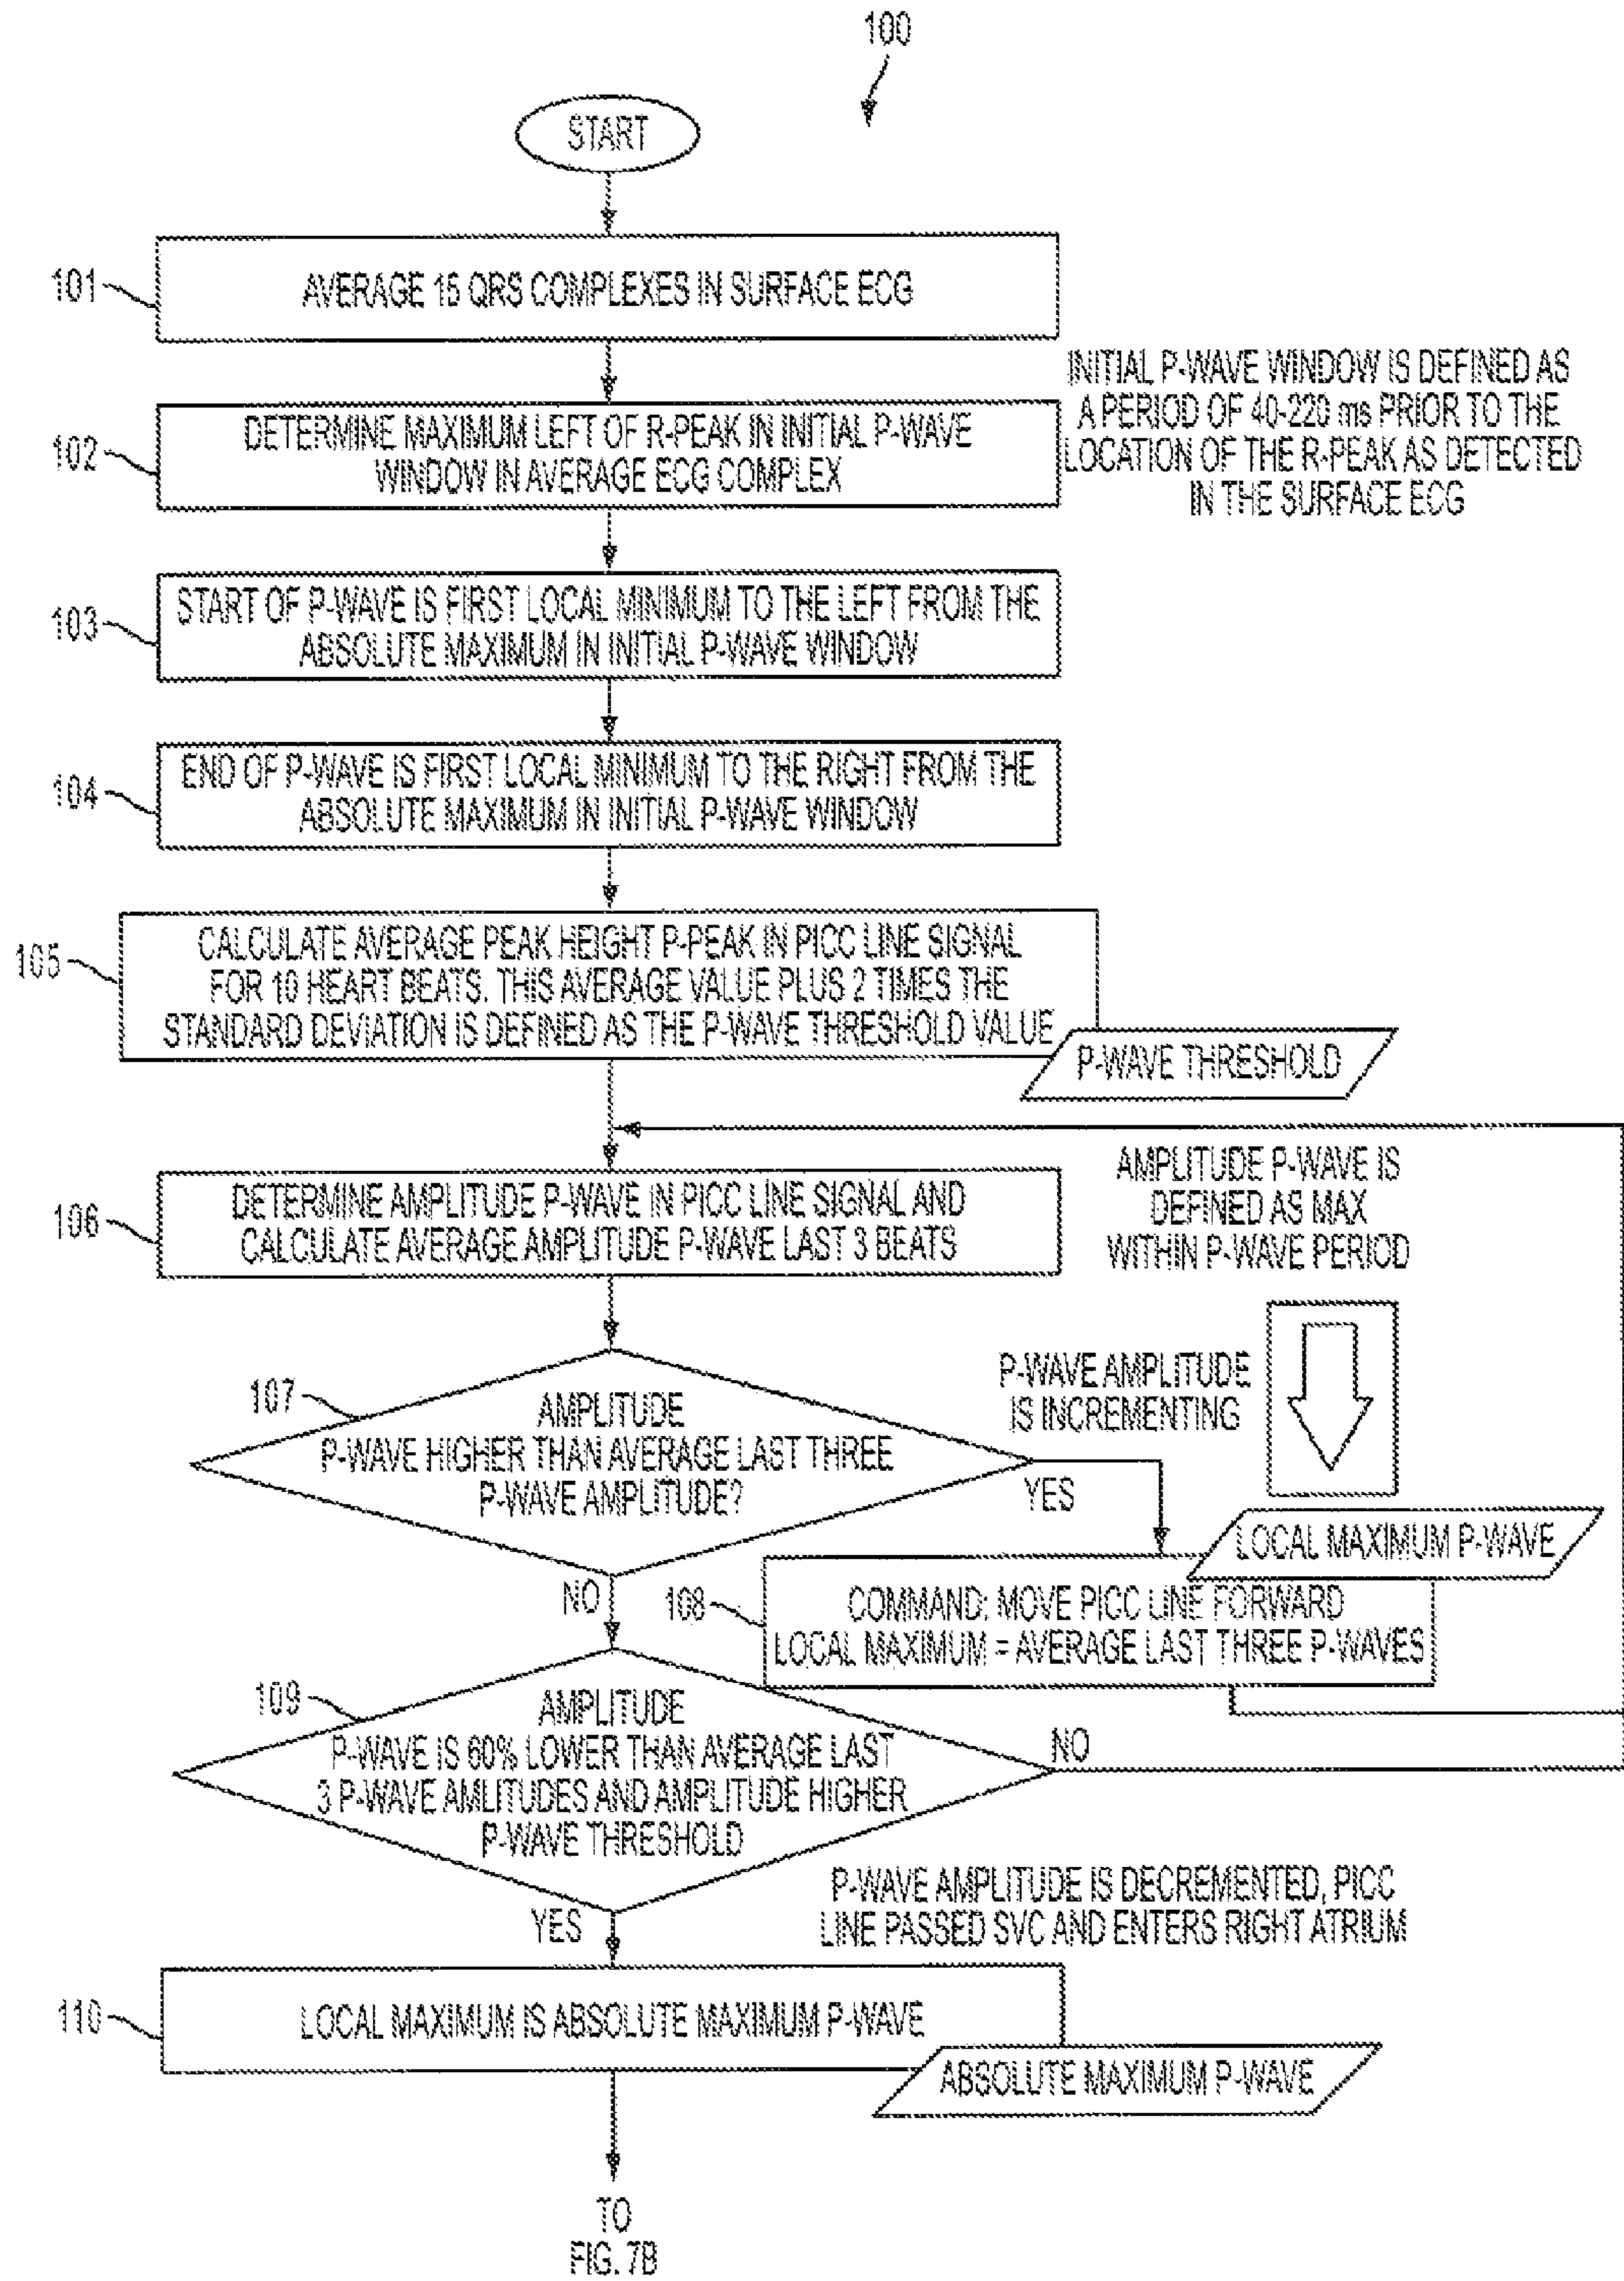 100
START
101
AVERAGE 15 QRS COMPLEXES IN SURFACE ECG
INITIAL P-WAVE WINDOW IS DEFINED AS
A PERIOD OF 40-220 ms PRIOR TO THE
LOCATION OF THE R-PEAK AS DETECTED
IN THE SURFACE ECG
102
DETERMINE MAXIMUM LEFT OF R-PEAK IN INITIAL P-WAVE
WINDOW IN AVERAGE ECG COMPLEX
103
START OF P-WAVE IS FIRST LOCAL MINIMUM TO THE LEFT FROM THE
ABSOLUTE MAXIMUM IN INITIAL P-WAVE WINDOW
104
END OF P-WAVE IS FIRST LOCAL MINIMUM TO THE RIGHT FROM THE
ABSOLUTE MAXIMUM IN INITIAL P-WAVE WINDOW
105
CALCULATE AVERAGE PEAK HEIGHT P-PEAK IN PICC LINE SIGNAL
FOR 10 HEART BEATS. THIS AVERAGE VALUE PLUS 2 TIMES THE
STANDARD DEVIATION IS DEFINED AS THE P-WAVE THRESHOLD VALUE
P-WAVE THRESHOLD
106
DETERMINE AMPLITUDE P-WAVE IN PICC LINE SIGNAL AND
CALCULATE AVERAGE AMPLITUDE P-WAVE LAST 3 BEATS
AMPLITUDE P-WAVE IS
DEFINED AS MAX
WITHIN P-WAVE PERIOD
107
AMPLITUDE
P-WAVE HIGHER THAN AVERAGE LAST THREE
P-WAVE AMPLITUDE?
P-WAVE AMPLITUDE
IS INCREMENTING
YES
LOCAL MAXIMUM P-WAVE
NO
108
COMMAND: MOVE PICC LINE FORWARD
LOCAL MAXIMUM = AVERAGE LAST THREE P-WAVES
109
AMPLITUDE
P-WAVE IS 60% LOWER THAN AVERAGE LAST
3 P-WAVE AMLITUDES AND AMPLITUDE HIGHER
P-WAVE THRESHOLD
NO
YES
P-WAVE AMPLITUDE IS DECREMENTED, PICC
LINE PASSED SVC AND ENTERS RIGHT ATRIUM
110
LOCAL MAXIMUM IS ABSOLUTE MAXIMUM P-WAVE
ABSOLUTE MAXIMUM P-WAVE
TO
FIG. 7B